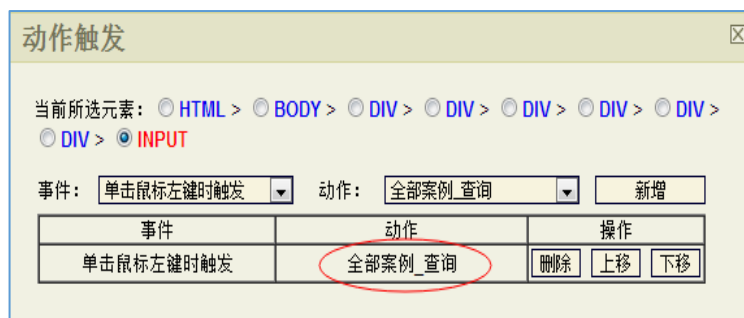 动作触发
当前所选元素: HTML > BODY > DIV > DIV > DIV > DIV > DIV >
DIV > INPUT
事件: 单击鼠标左键时触发 动作: 全部案例_查询 新增
事件 动作 操作
单击鼠标左键时触发 全部案例_查询 删除 上移 下移